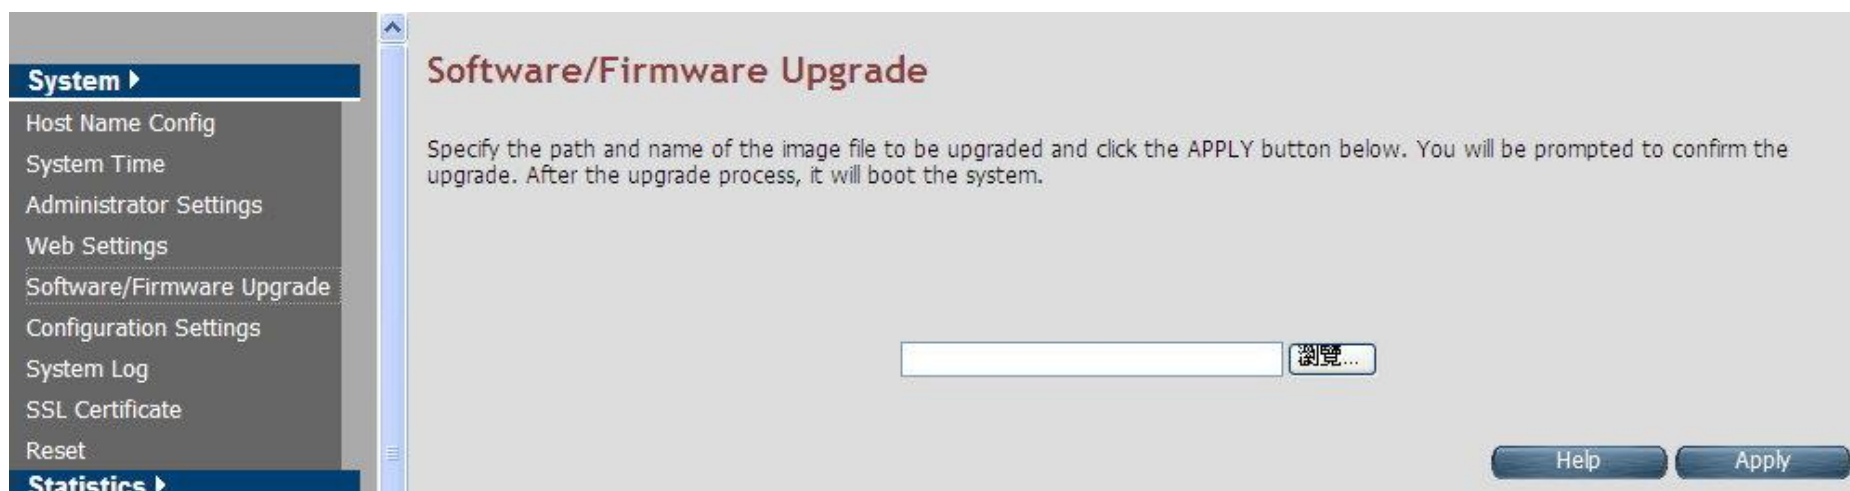 System
Host Name Config
System Time
Administrator Settings
Web Settings
Software/Firmware Upgrade
Configuration Settings
System Log
SSL Certificate
Reset
Statistics
Software/Firmware Upgrade
Specify the path and name of the image file to be upgraded and click the APPLY button below. You will be prompted to confirm the
upgrade. After the upgrade process, it will boot the system.
瀏覽...
Help
Apply